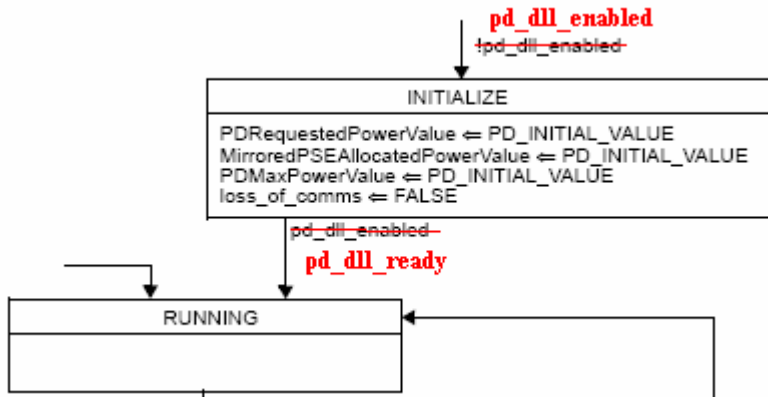 pd_dll_enabled
!pd_dll_enabled
INITIALIZE
PDRequestedPowerValue ⇐ PD_INITIAL_VALUE
MirroredPSEAllocatedPowerValue ⇐ PD_INITIAL_VALUE
PDMaxPowerValue ⇐ PD_INITIAL_VALUE
loss_of_comms ⇐ FALSE
pd_dll_enabled
pd_dll_ready
RUNNING